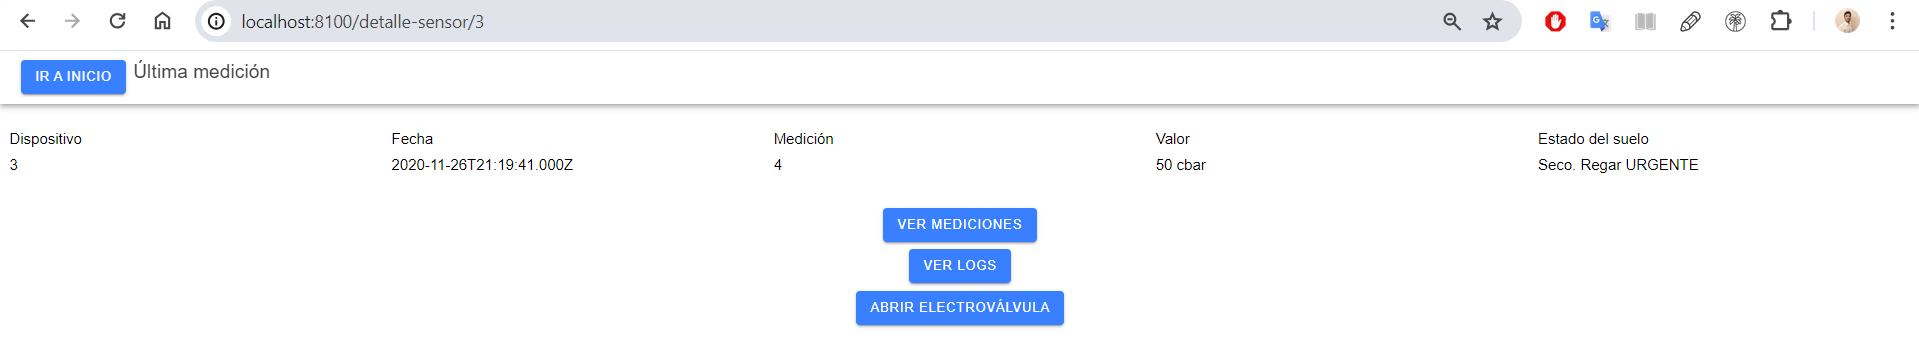 localhost:8100/detalle-sensor/3
IR A INICIO Última medición
Dispositivo Fecha Medición Valor Estado del suelo
3 2020-11-26T21:19:41.000Z 4 50 cbar Seco. Regar URGENTE
VER MEDICIONES
VER LOGS
ABRIR ELECTROVÁLVULA